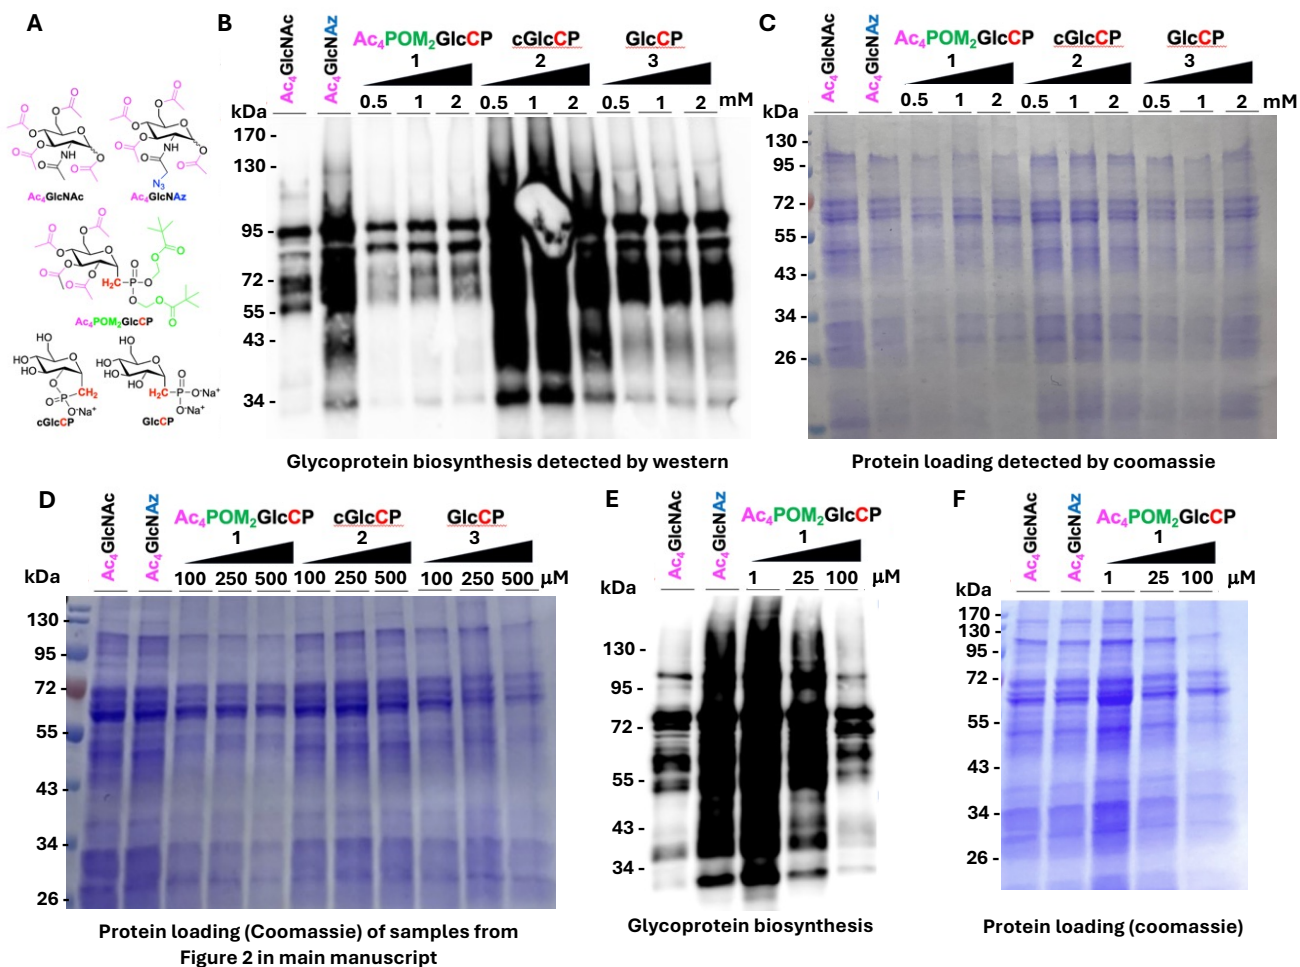 A
Ac4GlcNAc
Ac4GlcNAz
Ac4POM2GlcCP
cGlcCP
GlcCP
B
Ac4GlcNAc
Ac4GlcNAz
Ac4POM2GlcCP cGlcCP GlcCP
1 2 3
kDa 0.5 1 2 0.5 1 2 0.5 1 2 mM
170 -
130 -
95 -
72 -
55 -
43 -
34 -
Glycoprotein biosynthesis detected by western
C
Ac4GlcNAc
Ac4GlcNAz
Ac4POM2GlcCP cGlcCP GlcCP
1 2 3
kDa 0.5 1 2 0.5 1 2 0.5 1 2 mM
130 -
95 -
72 -
55 -
43 -
34 -
26 -
Protein loading detected by coomassie
D
Ac4GlcNAc
Ac4GlcNAz
Ac4POM2GlcCP cGlcCP GlcCP
1 2 3
kDa 100 250 500 100 250 500 100 250 500 μM
130 -
95 -
72 -
55 -
43 -
34 -
26 -
Protein loading (Coomassie) of samples from
Figure 2 in main manuscript
E
Ac4GlcNAc
Ac4GlcNAz
Ac4POM2GlcCP
1
1 25 100 μM
kDa
130 -
95 -
72 -
55 -
43 -
34 -
Glycoprotein biosynthesis
F
Ac4GlcNAc
Ac4GlcNAz
Ac4POM2GlcCP
1
kDa 1 25 100 μM
170 -
130 -
95 -
72 -
55 -
43 -
34 -
26 -
Protein loading (coomassie)